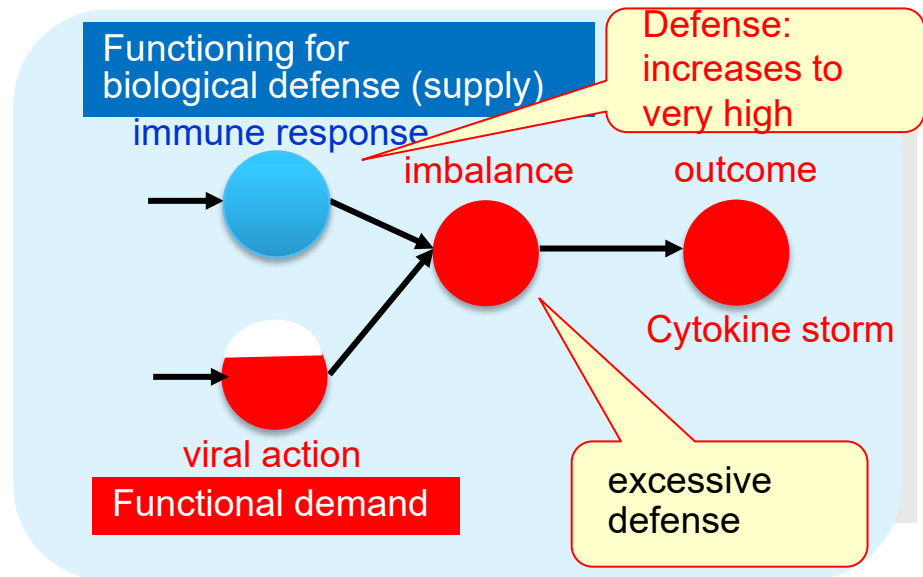 Functioning for
biological defense (supply)
Defense:
increases to
very high
immune response
imbalance
outcome
Cytokine storm
viral action
Functional demand
excessive
defense